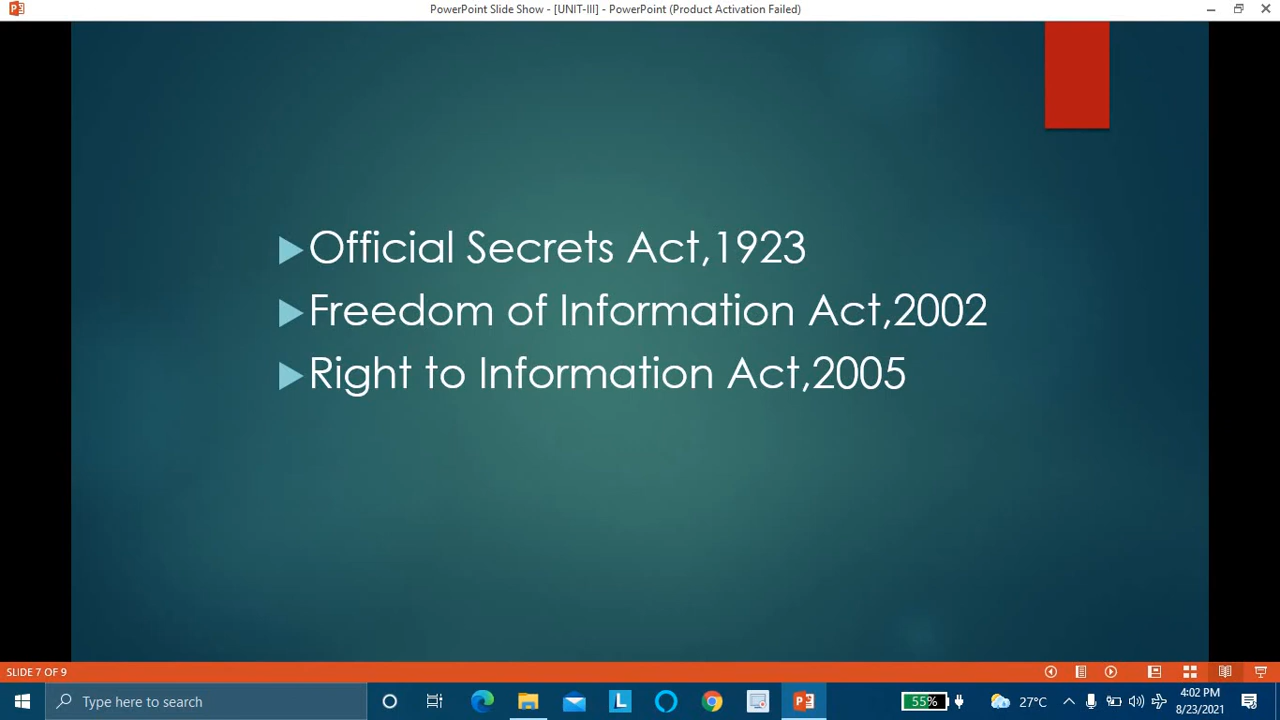 PowerPoint Slide Show - [UNIT-III] - PowerPoint (Product Activation Failed)
Official Secrets Act,1923
Freedom of Information Act,2002
Right to Information Act,2005
SLIDE 7 OF 9
Type here to search
L
55%
27°C
4:02 PM
8/23/2021